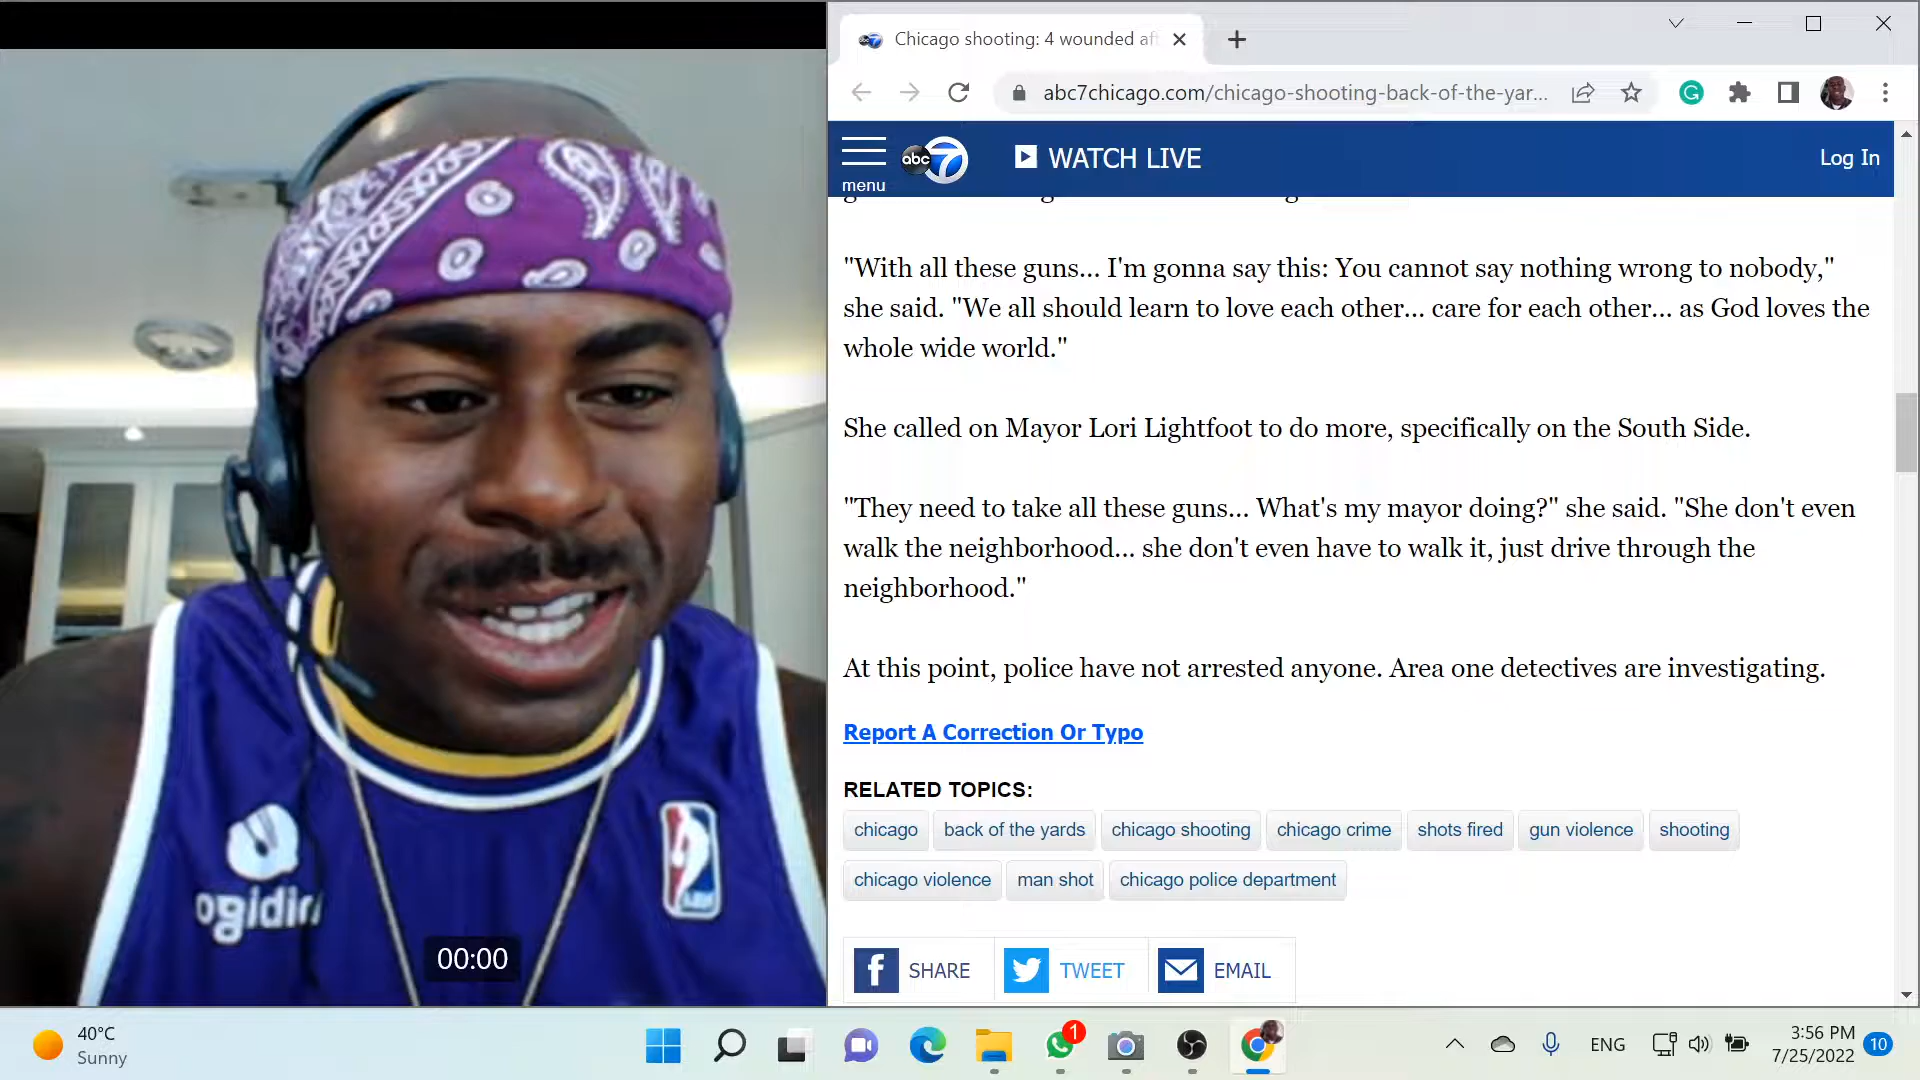 Chicago shooting: 4 wounded aft
abc7chicago.com/chicago-shooting-back-of-the-yar...
menu
abc 7
WATCH LIVE
Log In
"With all these guns... I'm gonna say this: You cannot say nothing wrong to nobody,"
she said. "We all should learn to love each other... care for each other... as God loves the
whole wide world."
She called on Mayor Lori Lightfoot to do more, specifically on the South Side.
"They need to take all these guns... What's my mayor doing?" she said. "She don't even
walk the neighborhood... she don't even have to walk it, just drive through the
neighborhood."
At this point, police have not arrested anyone. Area one detectives are investigating.
Report A Correction Or Typo
RELATED TOPICS:
chicago back of the yards chicago shooting chicago crime shots fired gun violence shooting
chicago violence man shot chicago police department
SHARE TWEET EMAIL
00:00
40°C
Sunny
1
ENG
3:56 PM
7/25/2022
10